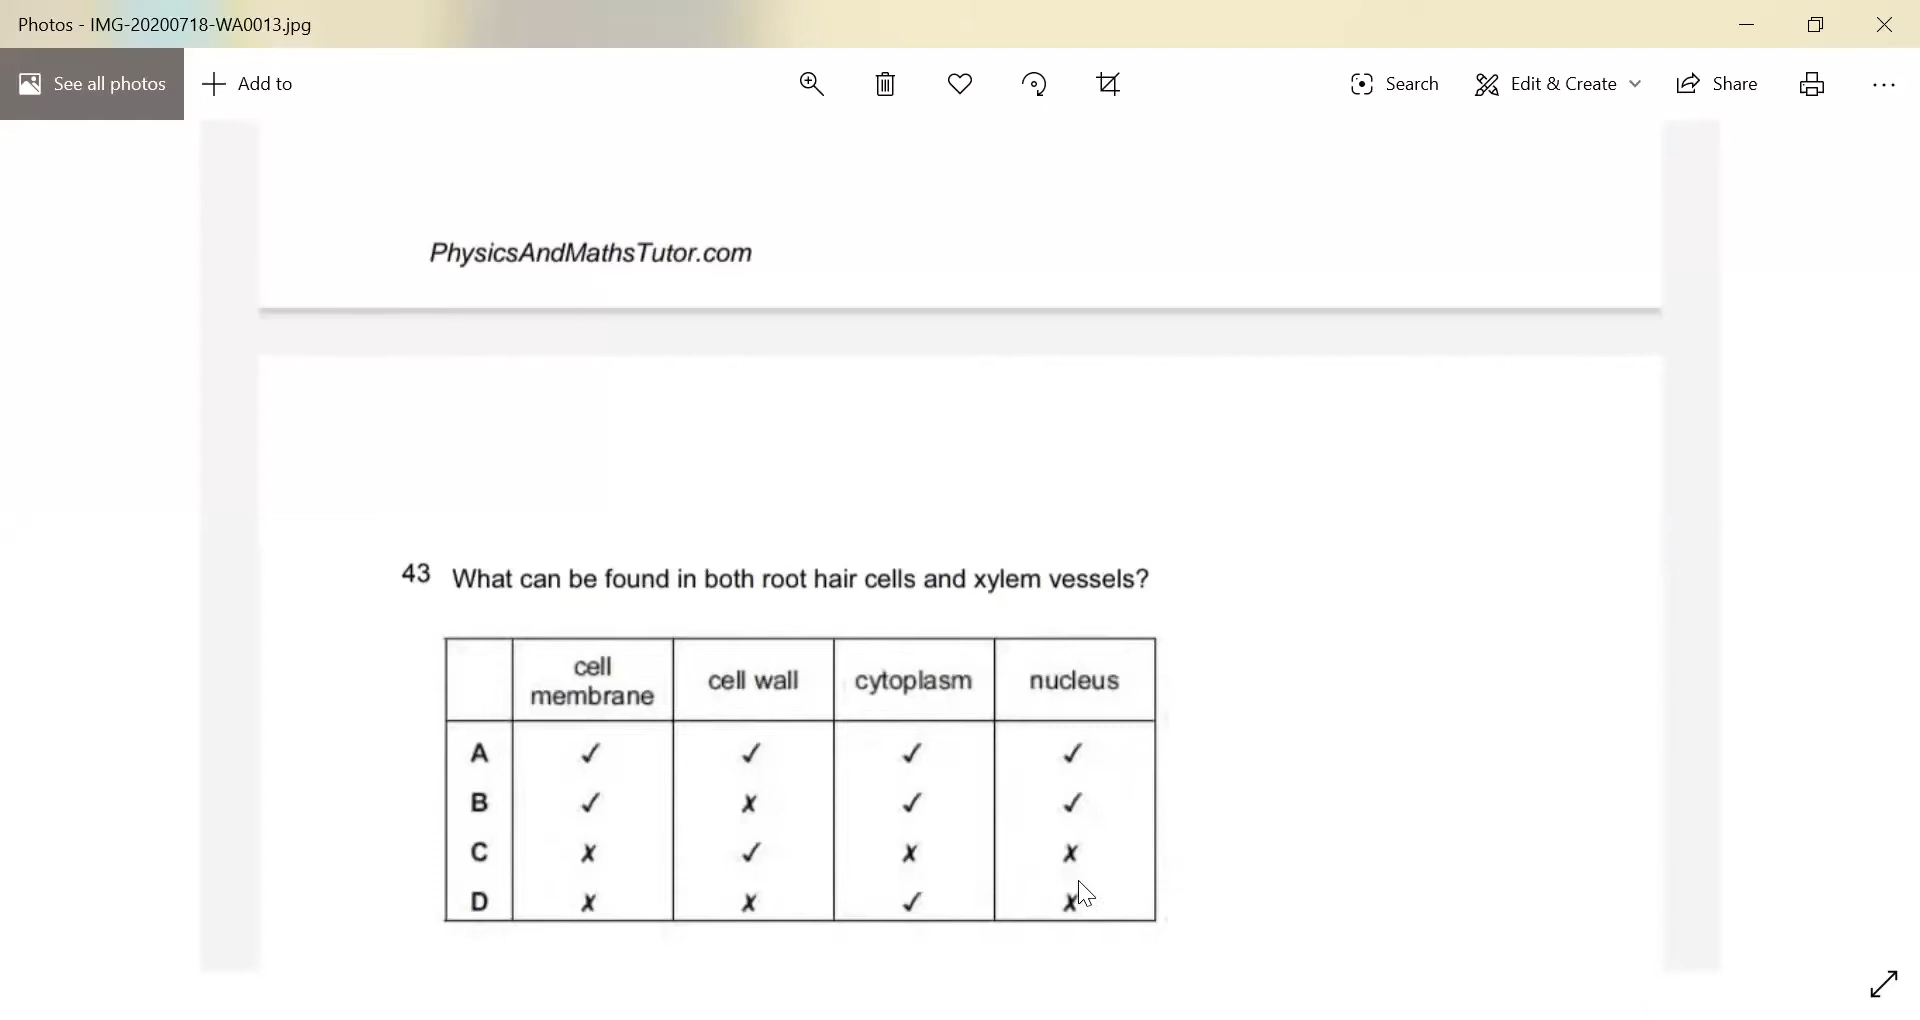 Photos - IMG-20200718-WA0013.jpg
See all photos
Add to
Search
Edit & Create
Share
PhysicsAndMathsTutor.com
43 What can be found in both root hair cells and xylem vessels?
cell membrane cell wall cytoplasm nucleus
A ✓ ✓ ✓ ✓
B ✓ ✗ ✓ ✓
C ✗ ✓ ✗ ✗
D ✗ ✗ ✓ ✗